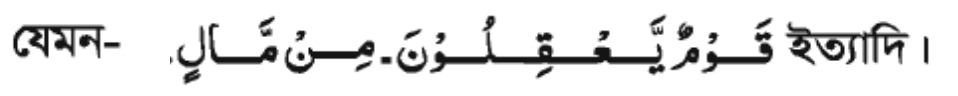 যেমন- قَوْمٌ يَّعْقِلُوْنَ۔ مِنْ مَّالٍ ইত্যাদি।